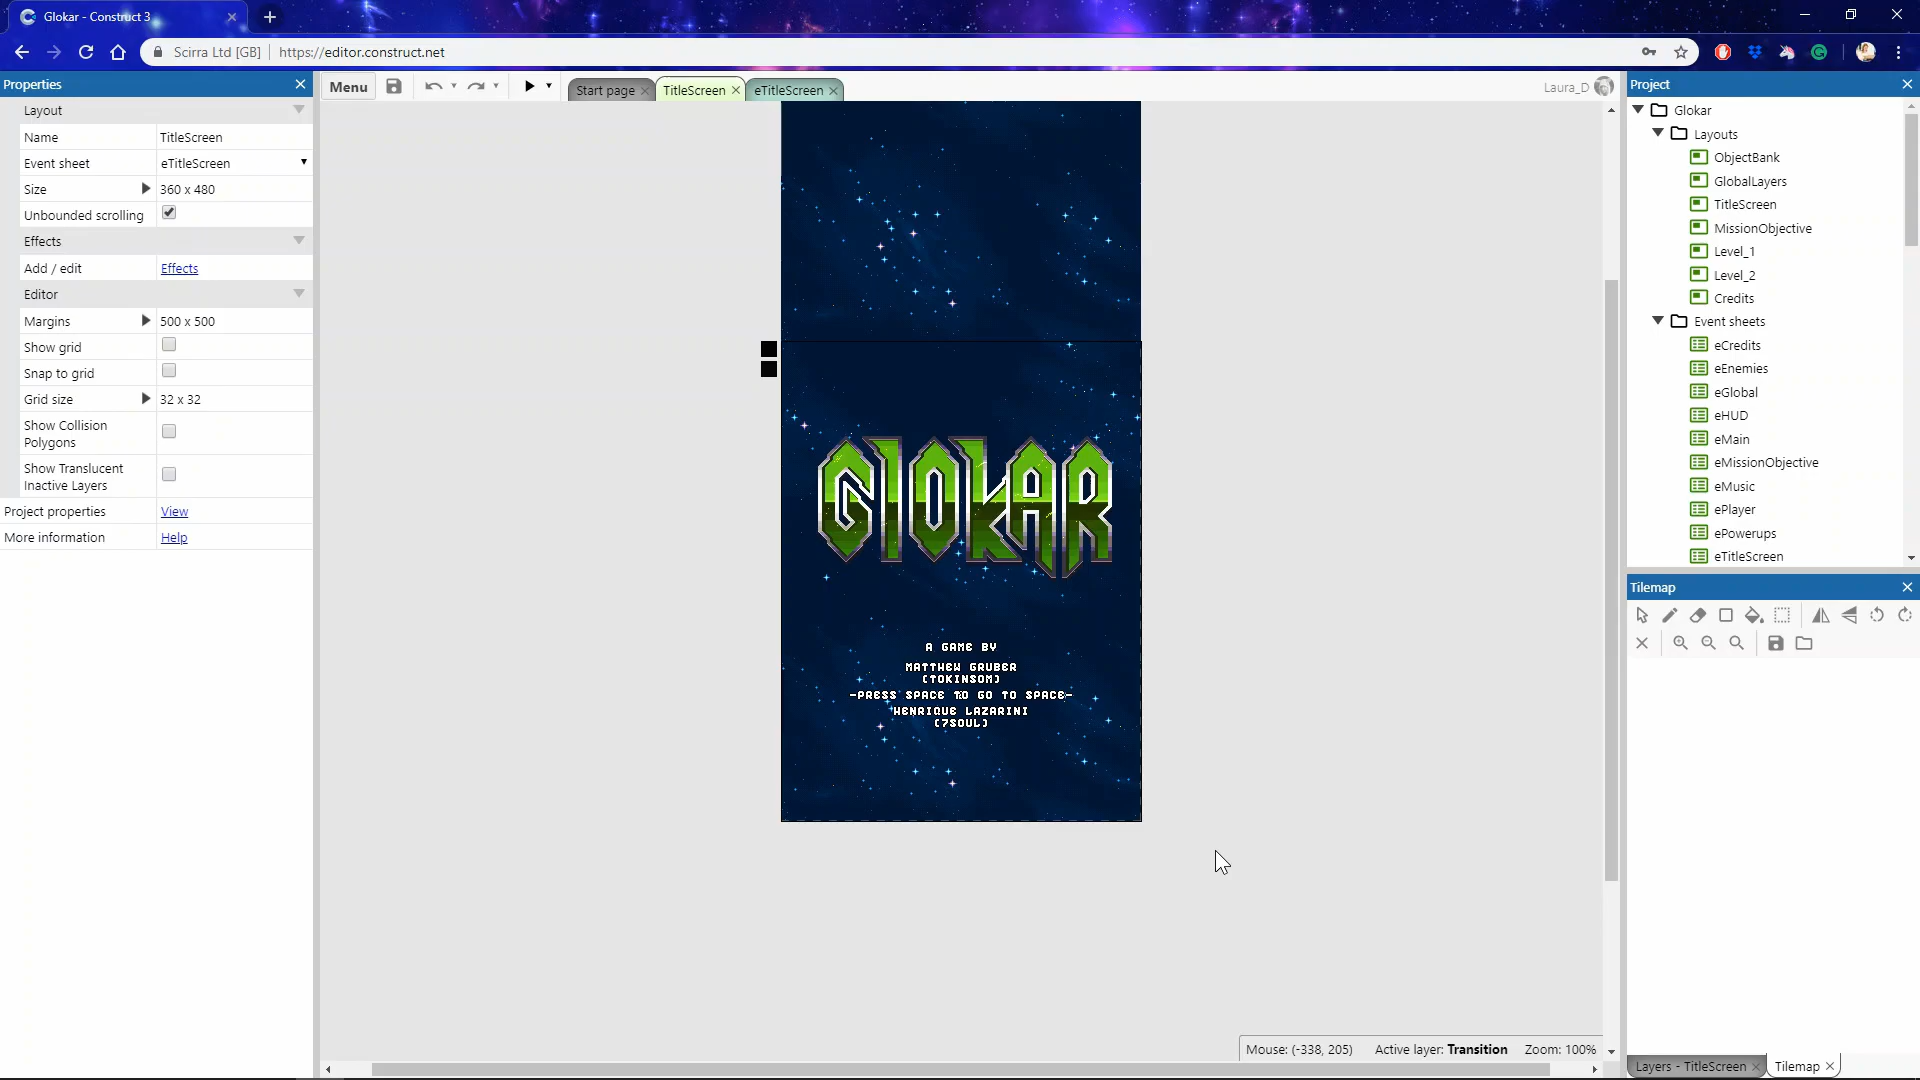 Glokar - Construct 3
Scirra Ltd [GB] | https://editor.construct.net
Properties
Layout
Name TitleScreen
Event sheet eTitleScreen
Size 360 x 480
Unbounded scrolling
Effects
Add / edit Effects
Editor
Margins 500 x 500
Show grid
Snap to grid
Grid size 32 x 32
Show Collision
Polygons
Show Translucent
Inactive Layers
Project properties View
More information Help
Menu
Start page
TitleScreen
eTitleScreen
Laura_D
GlOkAR
A GAME BY
MATTHEW GRUBER
(TOKINSOM)
-PRESS SPACE TO GO TO SPACE-
HENRIQUE LAZARINI
(7SOUL)
Mouse: (-338, 205) Active layer: Transition Zoom: 100%
Project
Glokar
Layouts
ObjectBank
GlobalLayers
TitleScreen
MissionObjective
Level_1
Level_2
Credits
Event sheets
eCredits
eEnemies
eGlobal
eHUD
eMain
eMissionObjective
eMusic
ePlayer
ePowerups
eTitleScreen
Tilemap
Layers - TitleScreen
Tilemap